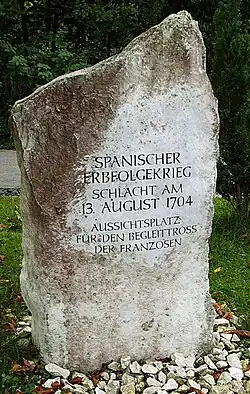 SPANISCHER
ERBFOLGEKRIEG
SCHLACHT AM
13. AUGUST 1704
AUSSICHTSPLATZ
FÜR DEN BEGLEITTROSS
DER FRANZOSEN